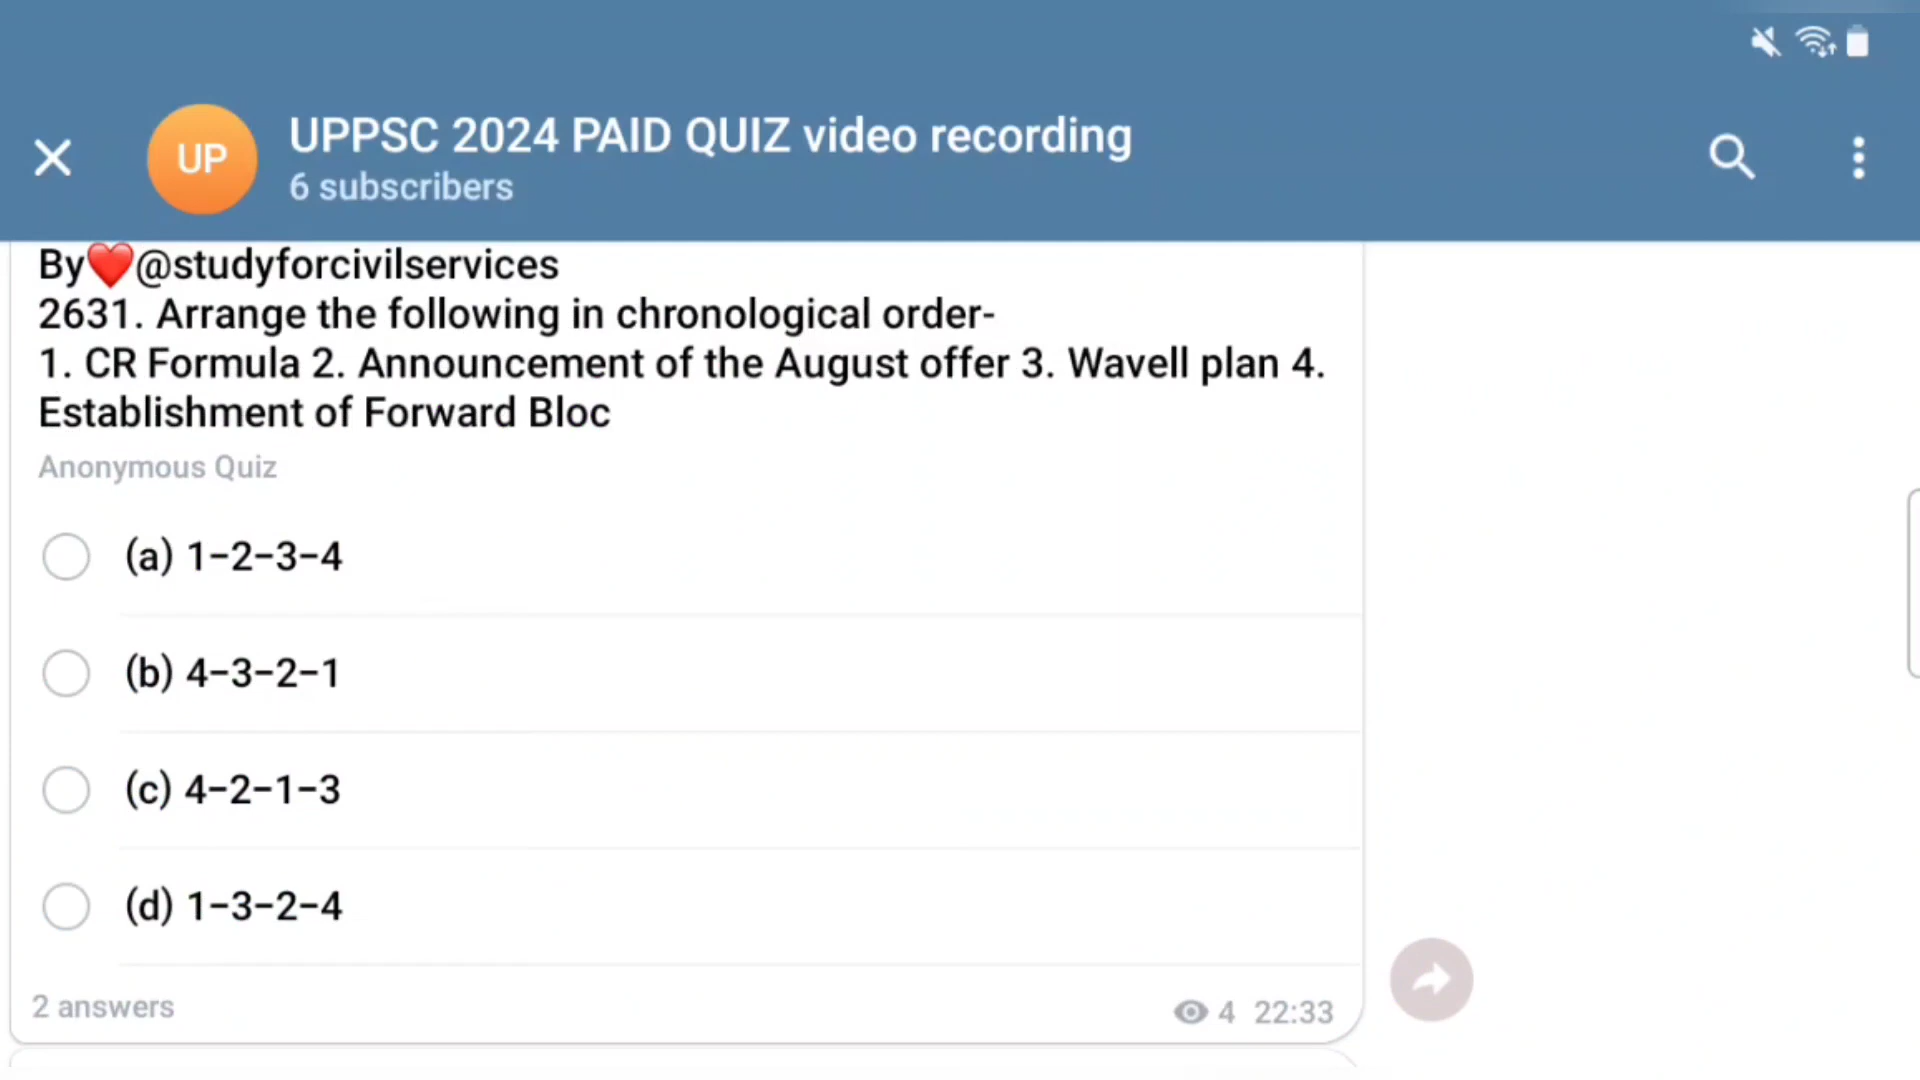 UP
UPPSC 2024 PAID QUIZ video recording
6 subscribers
By❤️@studyforcivilservices
2631. Arrange the following in chronological order-
1. CR Formula 2. Announcement of the August offer 3. Wavell plan 4.
Establishment of Forward Bloc
Anonymous Quiz
(a) 1-2-3-4
(b) 4-3-2-1
(c) 4-2-1-3
(d) 1-3-2-4
2 answers
4 22:33